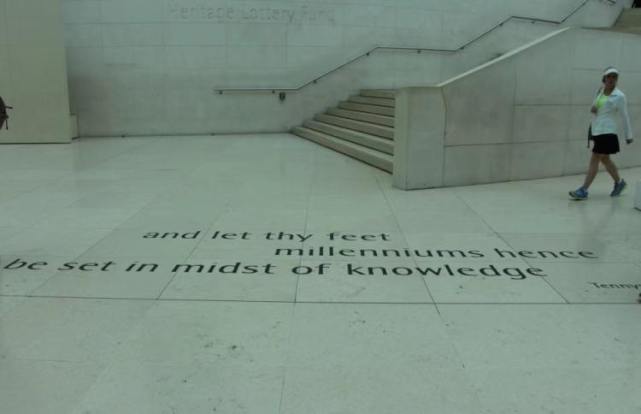 Heritage Lottery Fund
and let thy feet
millenniums hence
be set in midst of knowledge
Tenny